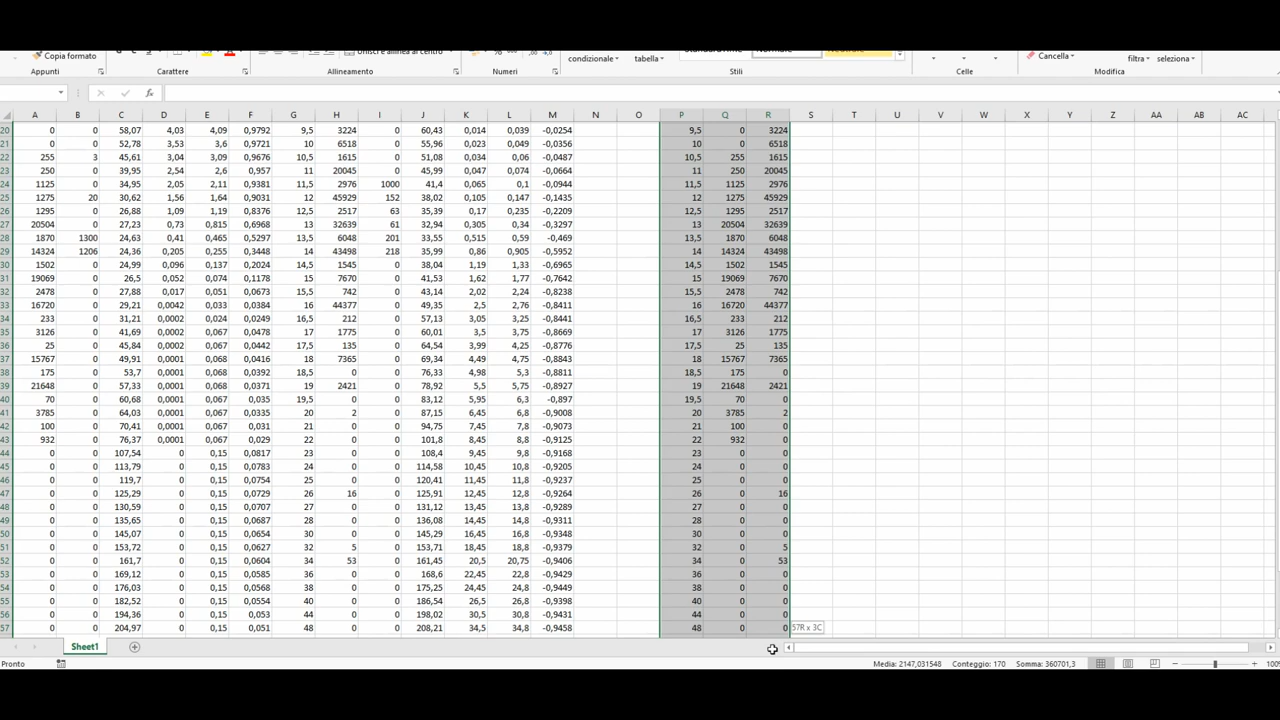 Copia formato Unisci e allinea al centro
condizionale tabella Cancella filtra seleziona
Appunti Carattere Allineamento Numeri Stili Celle Modifica
fx
A B C D E F G H I J K L M N O P Q R S T U V W X Y Z AA AB AC
20 0 0 58,07 4,03 4,09 0,9792 9,5 3224 0 60,43 0,014 0,039 -0,0254 9,5 0 3224
21 0 0 52,78 3,53 3,6 0,9721 10 6518 0 55,96 0,023 0,049 -0,0356 10 0 6518
22 255 3 45,61 3,04 3,09 0,9676 10,5 1615 0 51,08 0,034 0,06 -0,0487 10,5 255 1615
23 250 0 39,95 2,54 2,6 0,957 11 20045 0 45,99 0,047 0,074 -0,0664 11 250 20045
24 1125 0 34,95 2,05 2,11 0,9381 11,5 2976 1000 41,4 0,065 0,1 -0,0944 11,5 1125 2976
25 1275 20 30,62 1,56 1,64 0,9031 12 45929 152 38,02 0,105 0,147 -0,1435 12 1275 45929
26 1295 0 26,88 1,09 1,19 0,8376 12,5 2517 63 35,39 0,17 0,235 -0,2209 12,5 1295 2517
27 20504 0 27,23 0,73 0,815 0,6968 13 32639 61 32,94 0,305 0,34 -0,3297 13 20504 32639
28 1870 1300 24,63 0,41 0,465 0,5297 13,5 6048 201 33,55 0,515 0,59 -0,469 13,5 1870 6048
29 14324 1206 24,36 0,205 0,255 0,3448 14 43498 218 35,99 0,86 0,905 -0,5952 14 14324 43498
30 1502 0 24,99 0,096 0,137 0,2024 14,5 1545 0 38,04 1,19 1,33 -0,6965 14,5 1502 1545
31 19069 0 26,5 0,052 0,074 0,1178 15 7670 0 41,53 1,62 1,77 -0,7642 15 19069 7670
32 2478 0 27,88 0,017 0,051 0,0673 15,5 742 0 43,14 2,02 2,24 -0,8238 15,5 2478 742
33 16720 0 29,21 0,0042 0,033 0,0384 16 44377 0 49,35 2,5 2,76 -0,8411 16 16720 44377
34 233 0 31,21 0,0002 0,024 0,0249 16,5 212 0 57,13 3,05 3,25 -0,8441 16,5 233 212
35 3126 0 41,69 0,0002 0,067 0,0478 17 1775 0 60,01 3,5 3,75 -0,8669 17 3126 1775
36 25 0 45,84 0,0002 0,067 0,0442 17,5 135 0 64,54 3,99 4,25 -0,8776 17,5 25 135
37 15767 0 49,91 0,0001 0,068 0,0416 18 7365 0 69,34 4,49 4,75 -0,8843 18 15767 7365
38 175 0 53,7 0,0001 0,068 0,0392 18,5 0 0 76,33 4,98 5,3 -0,8811 18,5 175 0
39 21648 0 57,33 0,0001 0,068 0,0371 19 2421 0 78,92 5,5 5,75 -0,8927 19 21648 2421
40 70 0 60,68 0,0001 0,067 0,035 19,5 0 0 83,12 5,95 6,3 -0,897 19,5 70 0
41 3785 0 64,03 0,0001 0,067 0,0335 20 2 0 87,15 6,45 6,8 -0,9008 20 3785 2
42 100 0 70,41 0,0001 0,067 0,031 21 0 0 94,75 7,45 7,8 -0,9073 21 100 0
43 932 0 76,37 0,0001 0,067 0,029 22 0 0 101,8 8,45 8,8 -0,9125 22 932 0
44 0 0 107,54 0 0,15 0,0817 23 0 0 108,4 9,45 9,8 -0,9168 23 0 0
45 0 0 113,79 0 0,15 0,0783 24 0 0 114,58 10,45 10,8 -0,9205 24 0 0
46 0 0 119,7 0 0,15 0,0754 25 0 0 120,41 11,45 11,8 -0,9237 25 0 0
47 0 0 125,29 0 0,15 0,0729 26 16 0 125,91 12,45 12,8 -0,9264 26 0 16
48 0 0 130,59 0 0,15 0,0707 27 0 0 131,12 13,45 13,8 -0,9289 27 0 0
49 0 0 135,65 0 0,15 0,0687 28 0 0 136,08 14,45 14,8 -0,9311 28 0 0
50 0 0 145,07 0 0,15 0,0654 30 0 0 145,29 16,45 16,8 -0,9348 30 0 0
51 0 0 153,72 0 0,15 0,0627 32 5 0 153,71 18,45 18,8 -0,9379 32 0 5
52 0 0 161,7 0 0,15 0,0604 34 53 0 161,45 20,5 20,75 -0,9406 34 0 53
53 0 0 169,12 0 0,15 0,0585 36 0 0 168,6 22,45 22,8 -0,9429 36 0 0
54 0 0 176,03 0 0,15 0,0568 38 0 0 175,25 24,45 24,8 -0,9449 38 0 0
55 0 0 182,52 0 0,15 0,0554 40 0 0 186,54 26,5 26,8 -0,9398 40 0 0
56 0 0 194,36 0 0,15 0,053 44 0 0 198,02 30,5 30,8 -0,9431 44 0 0
57 0 0 204,97 0 0,15 0,051 48 0 0 208,21 34,5 34,8 -0,9458 48 0 0 57R x 3C
Sheet1
Pronto Media: 2147,031548 Conteggio: 170 Somma: 360701,3